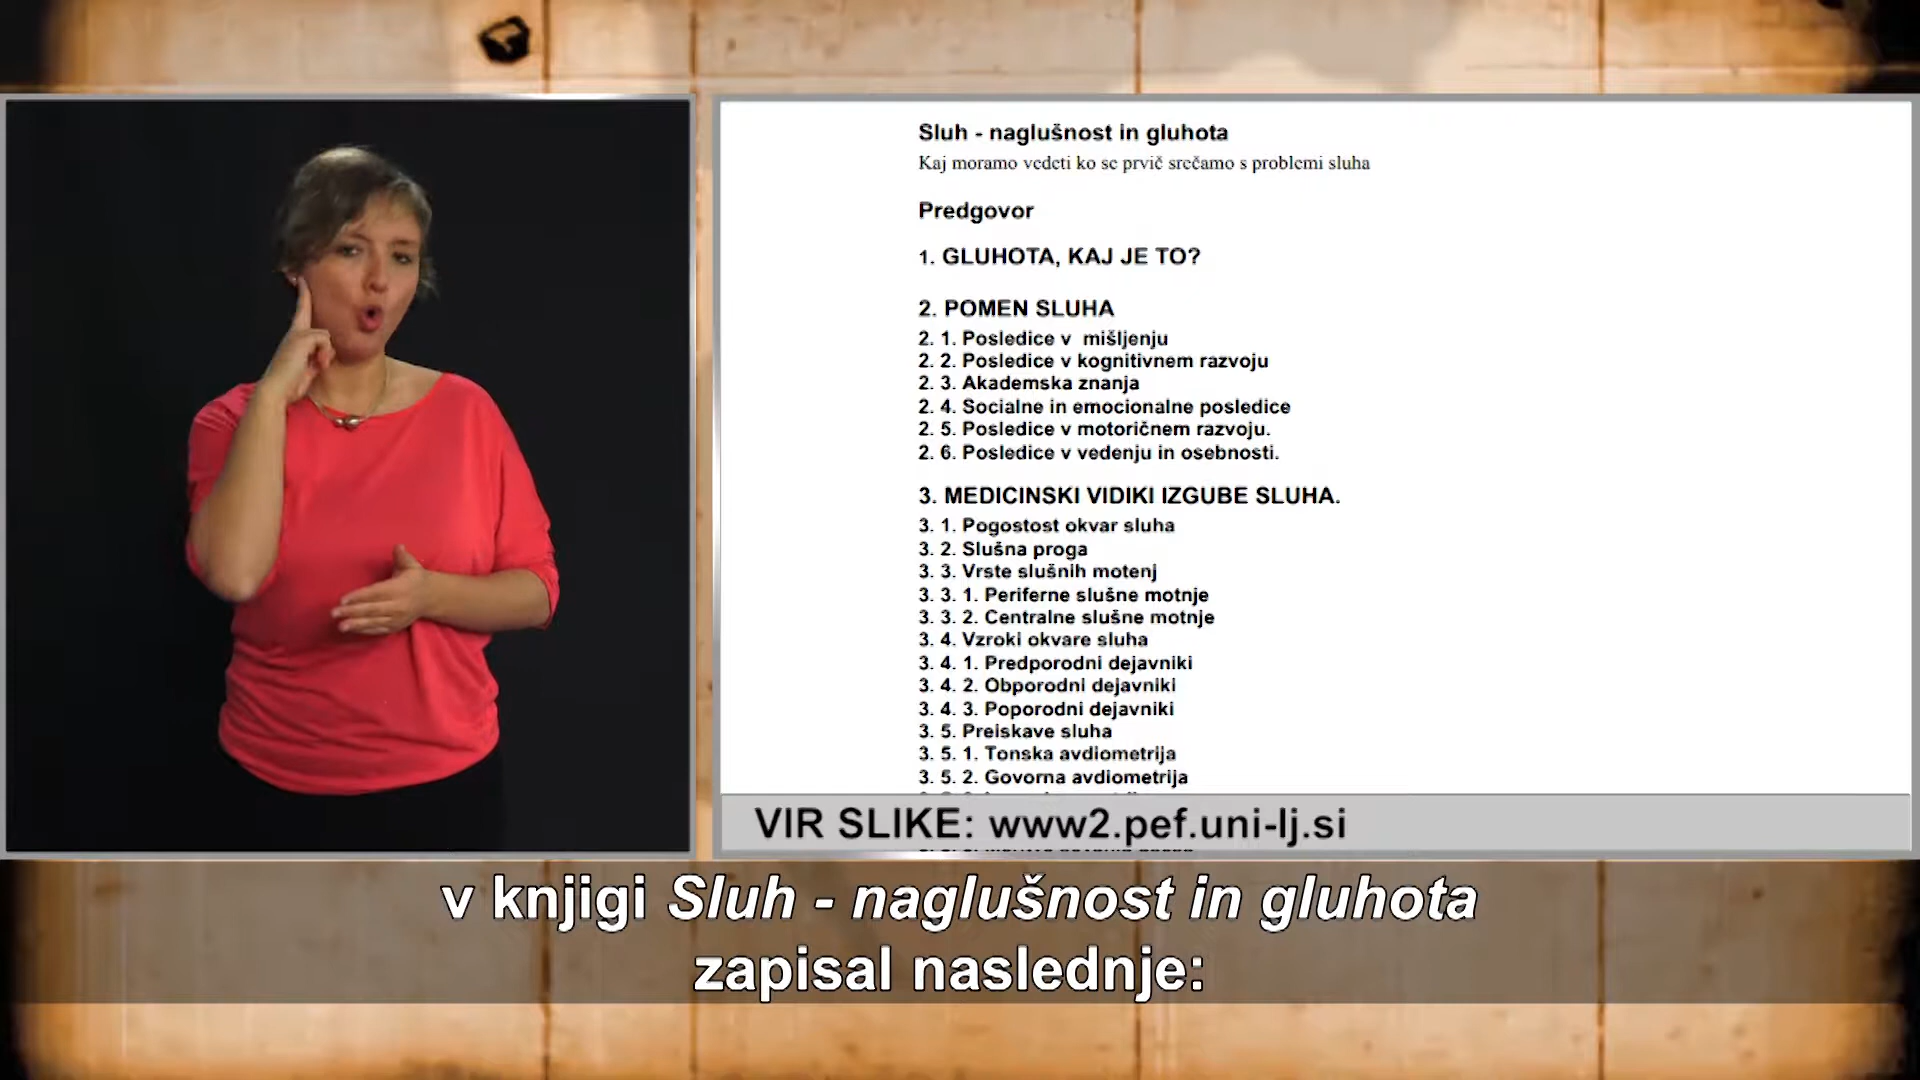 Sluh - naglušnost in gluhota
Kaj moramo vedeti ko se prvič srečamo s problemi sluha
Predgovor
1. GLUHOTA, KAJ JE TO?
2. POMEN SLUHA
2. 1. Posledice v  mišljenju
2. 2. Posledice v kognitivnem razvoju
2. 3. Akademska znanja
2. 4. Socialne in emocionalne posledice
2. 5. Posledice v motoričnem razvoju.
2. 6. Posledice v vedenju in osebnosti.
3. MEDICINSKI VIDIKI IZGUBE SLUHA.
3. 1. Pogostost okvar sluha
3. 2. Slušna proga
3. 3. Vrste slušnih motenj
3. 3. 1. Periferne slušne motnje
3. 3. 2. Centralne slušne motnje
3. 4. Vzroki okvare sluha
3. 4. 1. Predporodni dejavniki
3. 4. 2. Obporodni dejavniki
3. 4. 3. Poporodni dejavniki
3. 5. Preiskave sluha
3. 5. 1. Tonska avdiometrija
3. 5. 2. Govorna avdiometrija
VIR SLIKE: www2.pef.uni-lj.si
v knjigi Sluh - naglušnost in gluhota
zapisal naslednje: